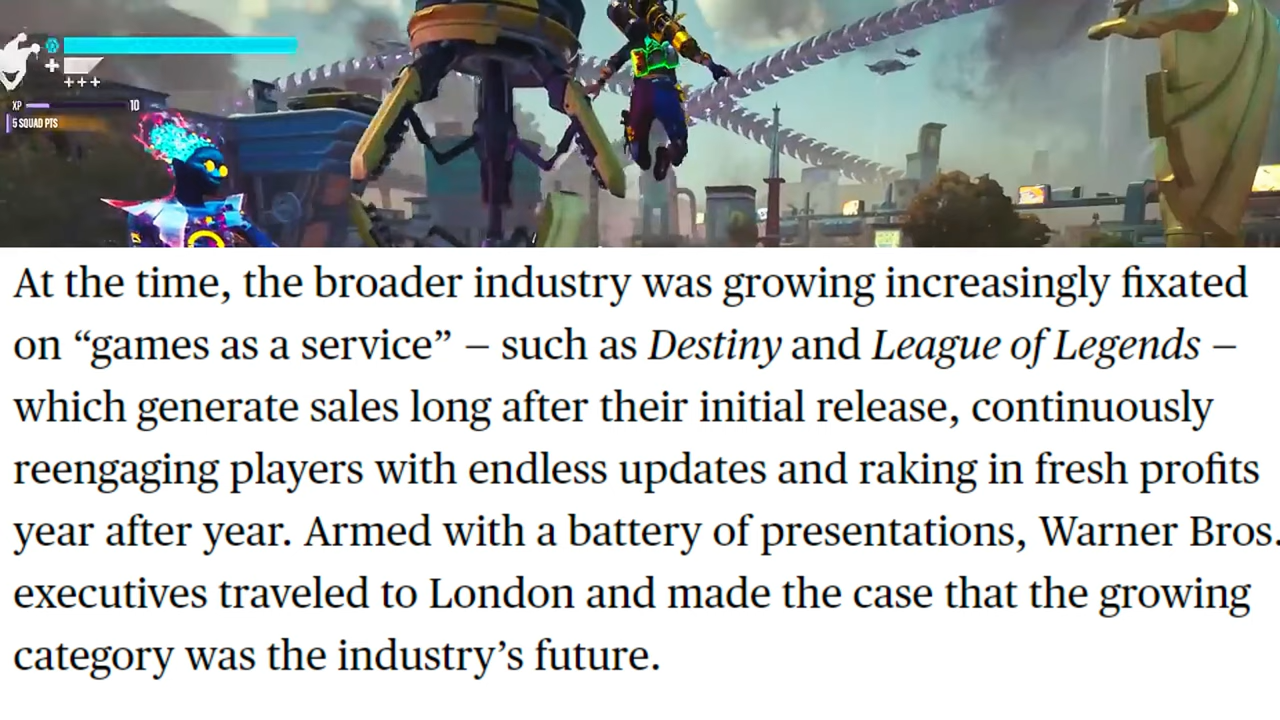 XP 10
5 SQUAD PTS
At the time, the broader industry was growing increasingly fixated
on “games as a service” – such as Destiny and League of Legends –
which generate sales long after their initial release, continuously
reengaging players with endless updates and raking in fresh profits
year after year. Armed with a battery of presentations, Warner Bros.
executives traveled to London and made the case that the growing
category was the industry’s future.